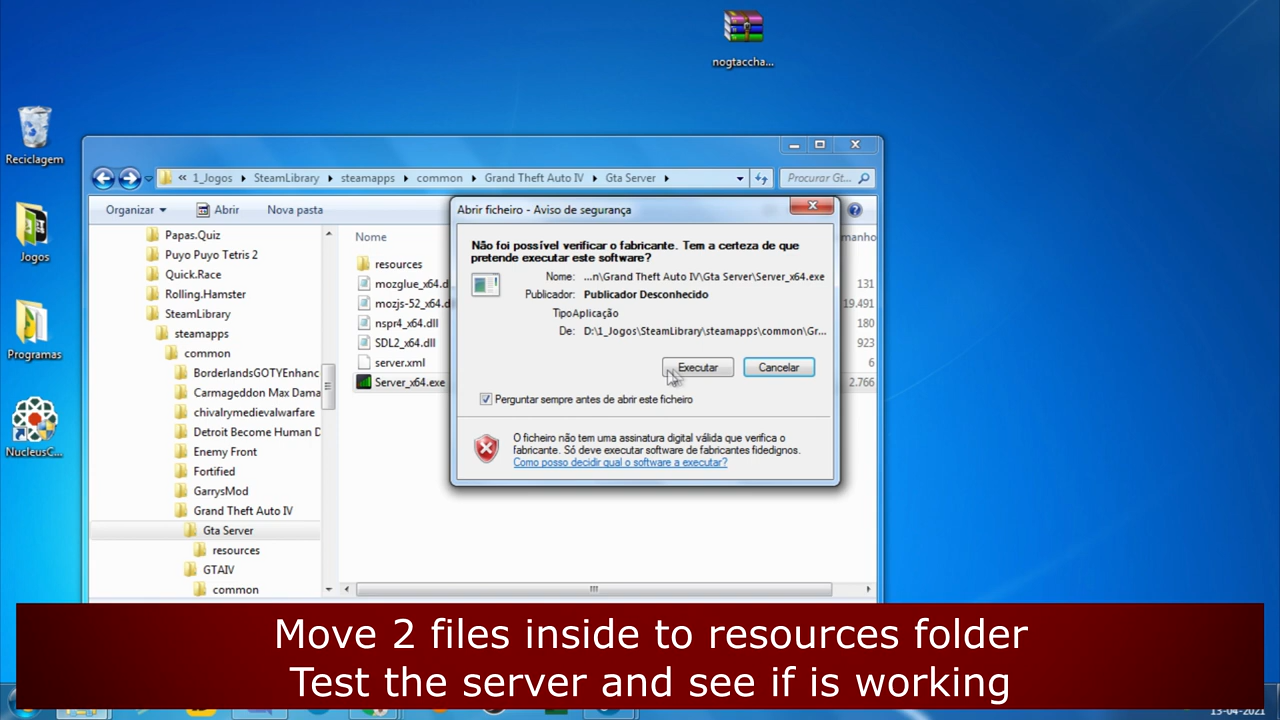 nogtaccha...
Reciclagem
Jogos
Programas
NucleusC...
« 1_Jogos ▸ SteamLibrary ▸ steamapps ▸ common ▸ Grand Theft Auto IV ▸ Gta Server ▸
Procurar Gt...
Organizar
Abrir
Nova pasta
Papas.Quiz
Puyo Puyo Tetris 2
Quick.Race
Rolling.Hamster
SteamLibrary
steamapps
common
BorderlandsGOTYEnhanc
Carmageddon Max Dama
chivalrymedievalwarfare
Detroit Become Human D
Enemy Front
Fortified
GarrysMod
Grand Theft Auto IV
Gta Server
resources
GTAIV
common
Nome
manho
resources
mozglue_x64.d
131
mozjs-52_x64.d
19.491
nspr4_x64.dll
180
SDL2_x64.dll
923
server.xml
6
Server_x64.exe
2.766
Abrir ficheiro - Aviso de segurança
Não foi possível verificar o fabricante. Tem a certeza de que
pretende executar este software?
Nome: ...n\Grand Theft Auto IV\Gta Server\Server_x64.exe
Publicador: Publicador Desconhecido
TipoAplicação
De: D:\1_Jogos\SteamLibrary\steamapps\common\Gr...
Executar
Cancelar
Perguntar sempre antes de abrir este ficheiro
O ficheiro não tem uma assinatura digital válida que verifica o
fabricante. Só deve executar software de fabricantes fidedignos.
Como posso decidir qual o software a executar?
Move 2 files inside to resources folder
Test the server and see if is working
13-04-2021